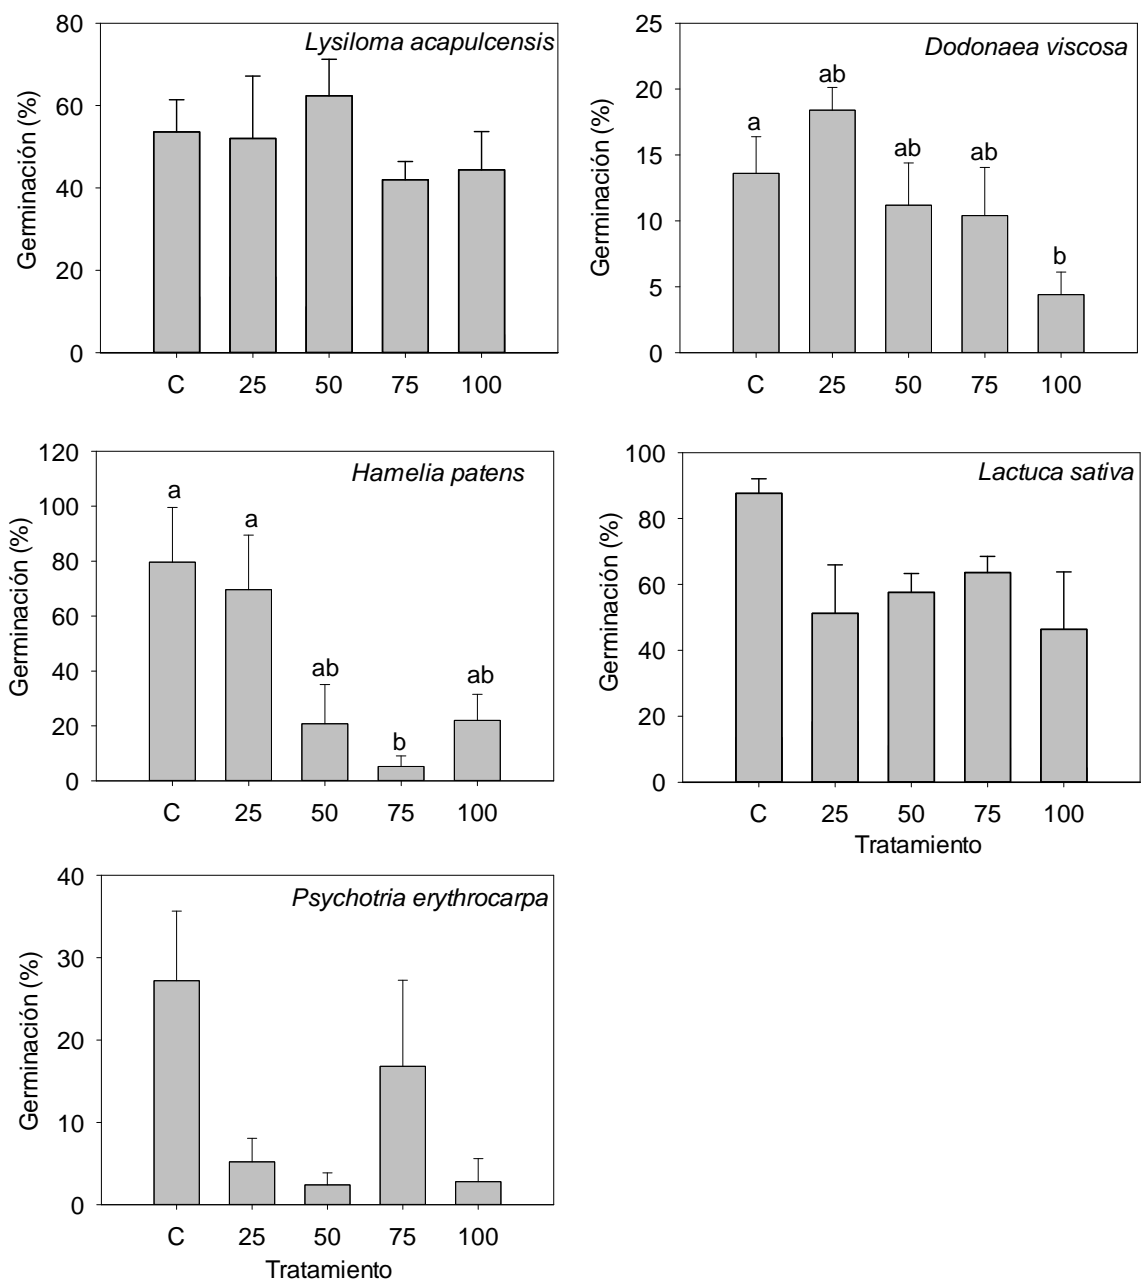 Lysiloma acapulcensis
Germinación (%)
80
60
40
20
0
C 25 50 75 100
Dodonaea viscosa
Germinación (%)
25
20
15
10
5
0
a ab ab ab b
C 25 50 75 100
Hamelia patens
Germinación (%)
120
100
80
60
40
20
0
a a ab b ab
C 25 50 75 100
Lactuca sativa
Germinación (%)
100
80
60
40
20
0
C 25 50 75 100
Tratamiento
Psychotria erythrocarpa
Germinación (%)
40
30
20
10
0
C 25 50 75 100
Tratamiento